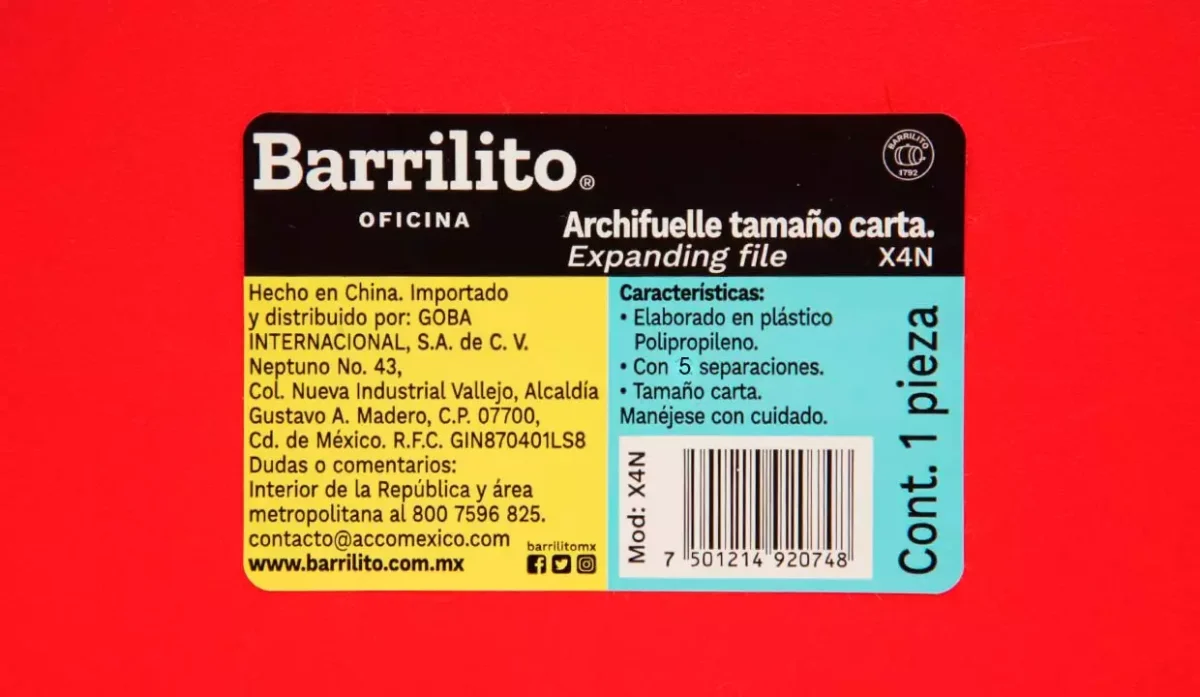 Barrilito®
OFICINA
BARRILITO
1792
Archifuelle tamaño carta.
Expanding file X4N
Hecho en China. Importado
y distribuido por: GOBA
INTERNACIONAL, S.A. de C. V.
Neptuno No. 43,
Col. Nueva Industrial Vallejo, Alcaldía
Gustavo A. Madero, C.P. 07700,
Cd. de México. R.F.C. GIN870401LS8
Dudas o comentarios:
Interior de la República y área
metropolitana al 800 7596 825.
contacto@accomexico.com
www.barrilito.com.mx
barrilitomx
Características:
• Elaborado en plástico
Polipropileno.
• Con 5 separaciones.
• Tamaño carta.
Manéjese con cuidado.
Mod: X4N
7 501214 920748
Cont. 1 pieza